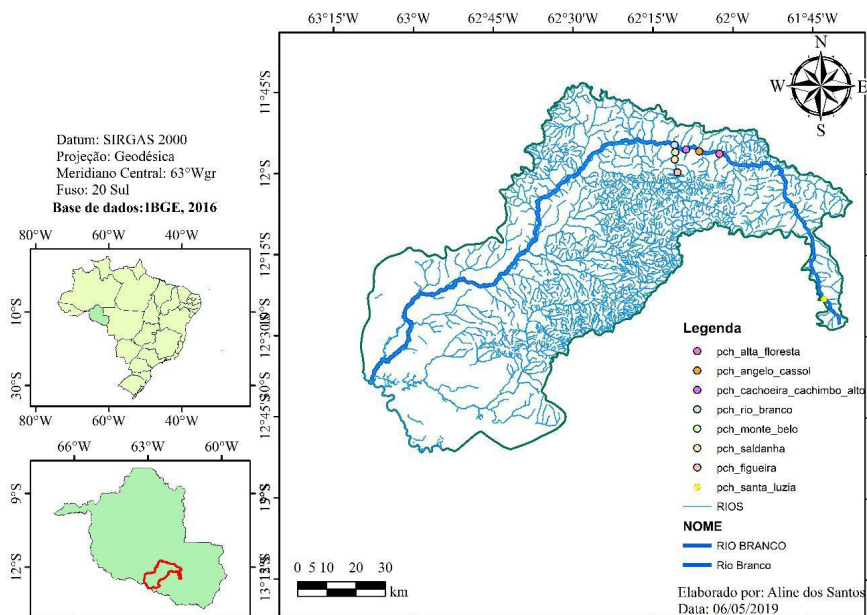 63°15'W 63°W 62°45'W 62°30'W 62°15'W 62°W 61°45'W
N
W E
S
11°45'S
12°S
12°15'S
12°45'S
13°S
Datum: SIRGAS 2000
Projeção: Geodésica
Meridiano Central: 63°Wgr
Fuso: 20 Sul
Base de dados:IBGE, 2016
80°W 60°W 40°W
10°S
30°S
80°W 60°W 40°W
66°W 63°W 60°W
9°S
12°S
9°S
12°S
Legenda
pch_alta_floresta
pch_angelo_cassol
pch_cachoeira_cachimbo_alto
pch_rio_branco
pch_monte_belo
pch_saldanha
pch_figueira
pch_santa_luzia
RIOS
NOME
RIO BRANCO
Rio Branco
0 5 10 20 30
km
Elaborado por: Aline dos Santos
Data: 06/05/2019